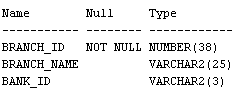 Name        Null     Type
----------- -------- ------------
BRANCH_ID   NOT NULL NUMBER(38)
BRANCH_NAME          VARCHAR2(25)
BANK_ID              VARCHAR2(3)